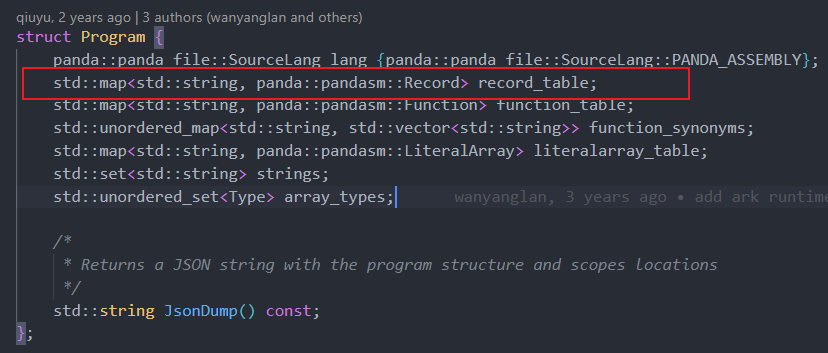 qiuyu, 2 years ago | 3 authors (wanyanglan and others)
struct Program {
    panda::panda_file::SourceLang lang {panda::panda_file::SourceLang::PANDA_ASSEMBLY};
    std::map<std::string, panda::pandasm::Record> record_table;
    std::map<std::string, panda::pandasm::Function> function_table;
    std::unordered_map<std::string, std::vector<std::string>> function_synonyms;
    std::map<std::string, panda::pandasm::LiteralArray> literalarray_table;
    std::set<std::string> strings;
    std::unordered_set<Type> array_types; wanyanglan, 3 years ago • add ark runtime
    /*
     * Returns a JSON string with the program structure and scopes locations
     */
    std::string JsonDump() const;
};